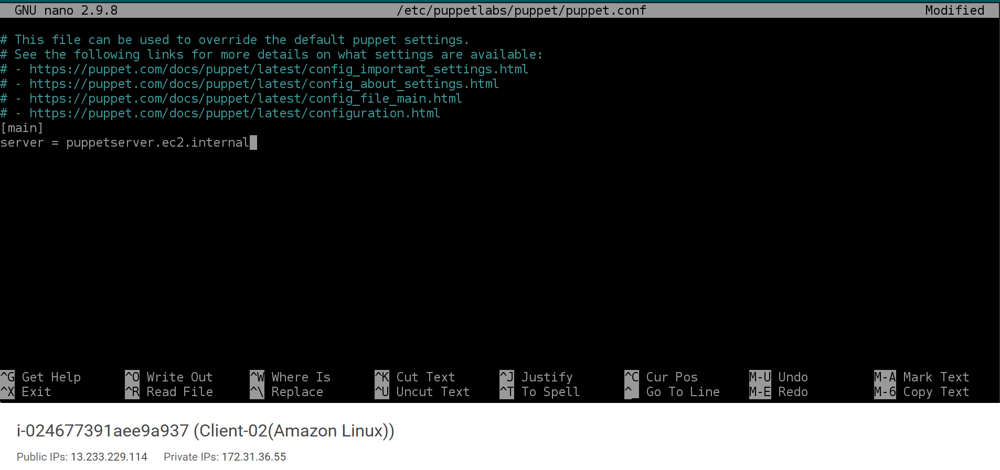 GNU nano 2.9.8 /etc/puppetlabs/puppet/puppet.conf Modified
# This file can be used to override the default puppet settings.
# See the following links for more details on what settings are available:
# - https://puppet.com/docs/puppet/latest/config_important_settings.html
# - https://puppet.com/docs/puppet/latest/config_about_settings.html
# - https://puppet.com/docs/puppet/latest/config_file_main.html
# - https://puppet.com/docs/puppet/latest/configuration.html
[main]
server = puppetserver.ec2.internal
^G Get Help ^O Write Out ^W Where Is ^K Cut Text ^J Justify ^C Cur Pos M-U Undo M-A Mark Text
^X Exit ^R Read File ^\ Replace ^U Uncut Text ^T To Spell ^_ Go To Line M-E Redo M-6 Copy Text
i-024677391aee9a937 (Client-02(Amazon Linux))
Public IPs: 13.233.229.114 Private IPs: 172.31.36.55